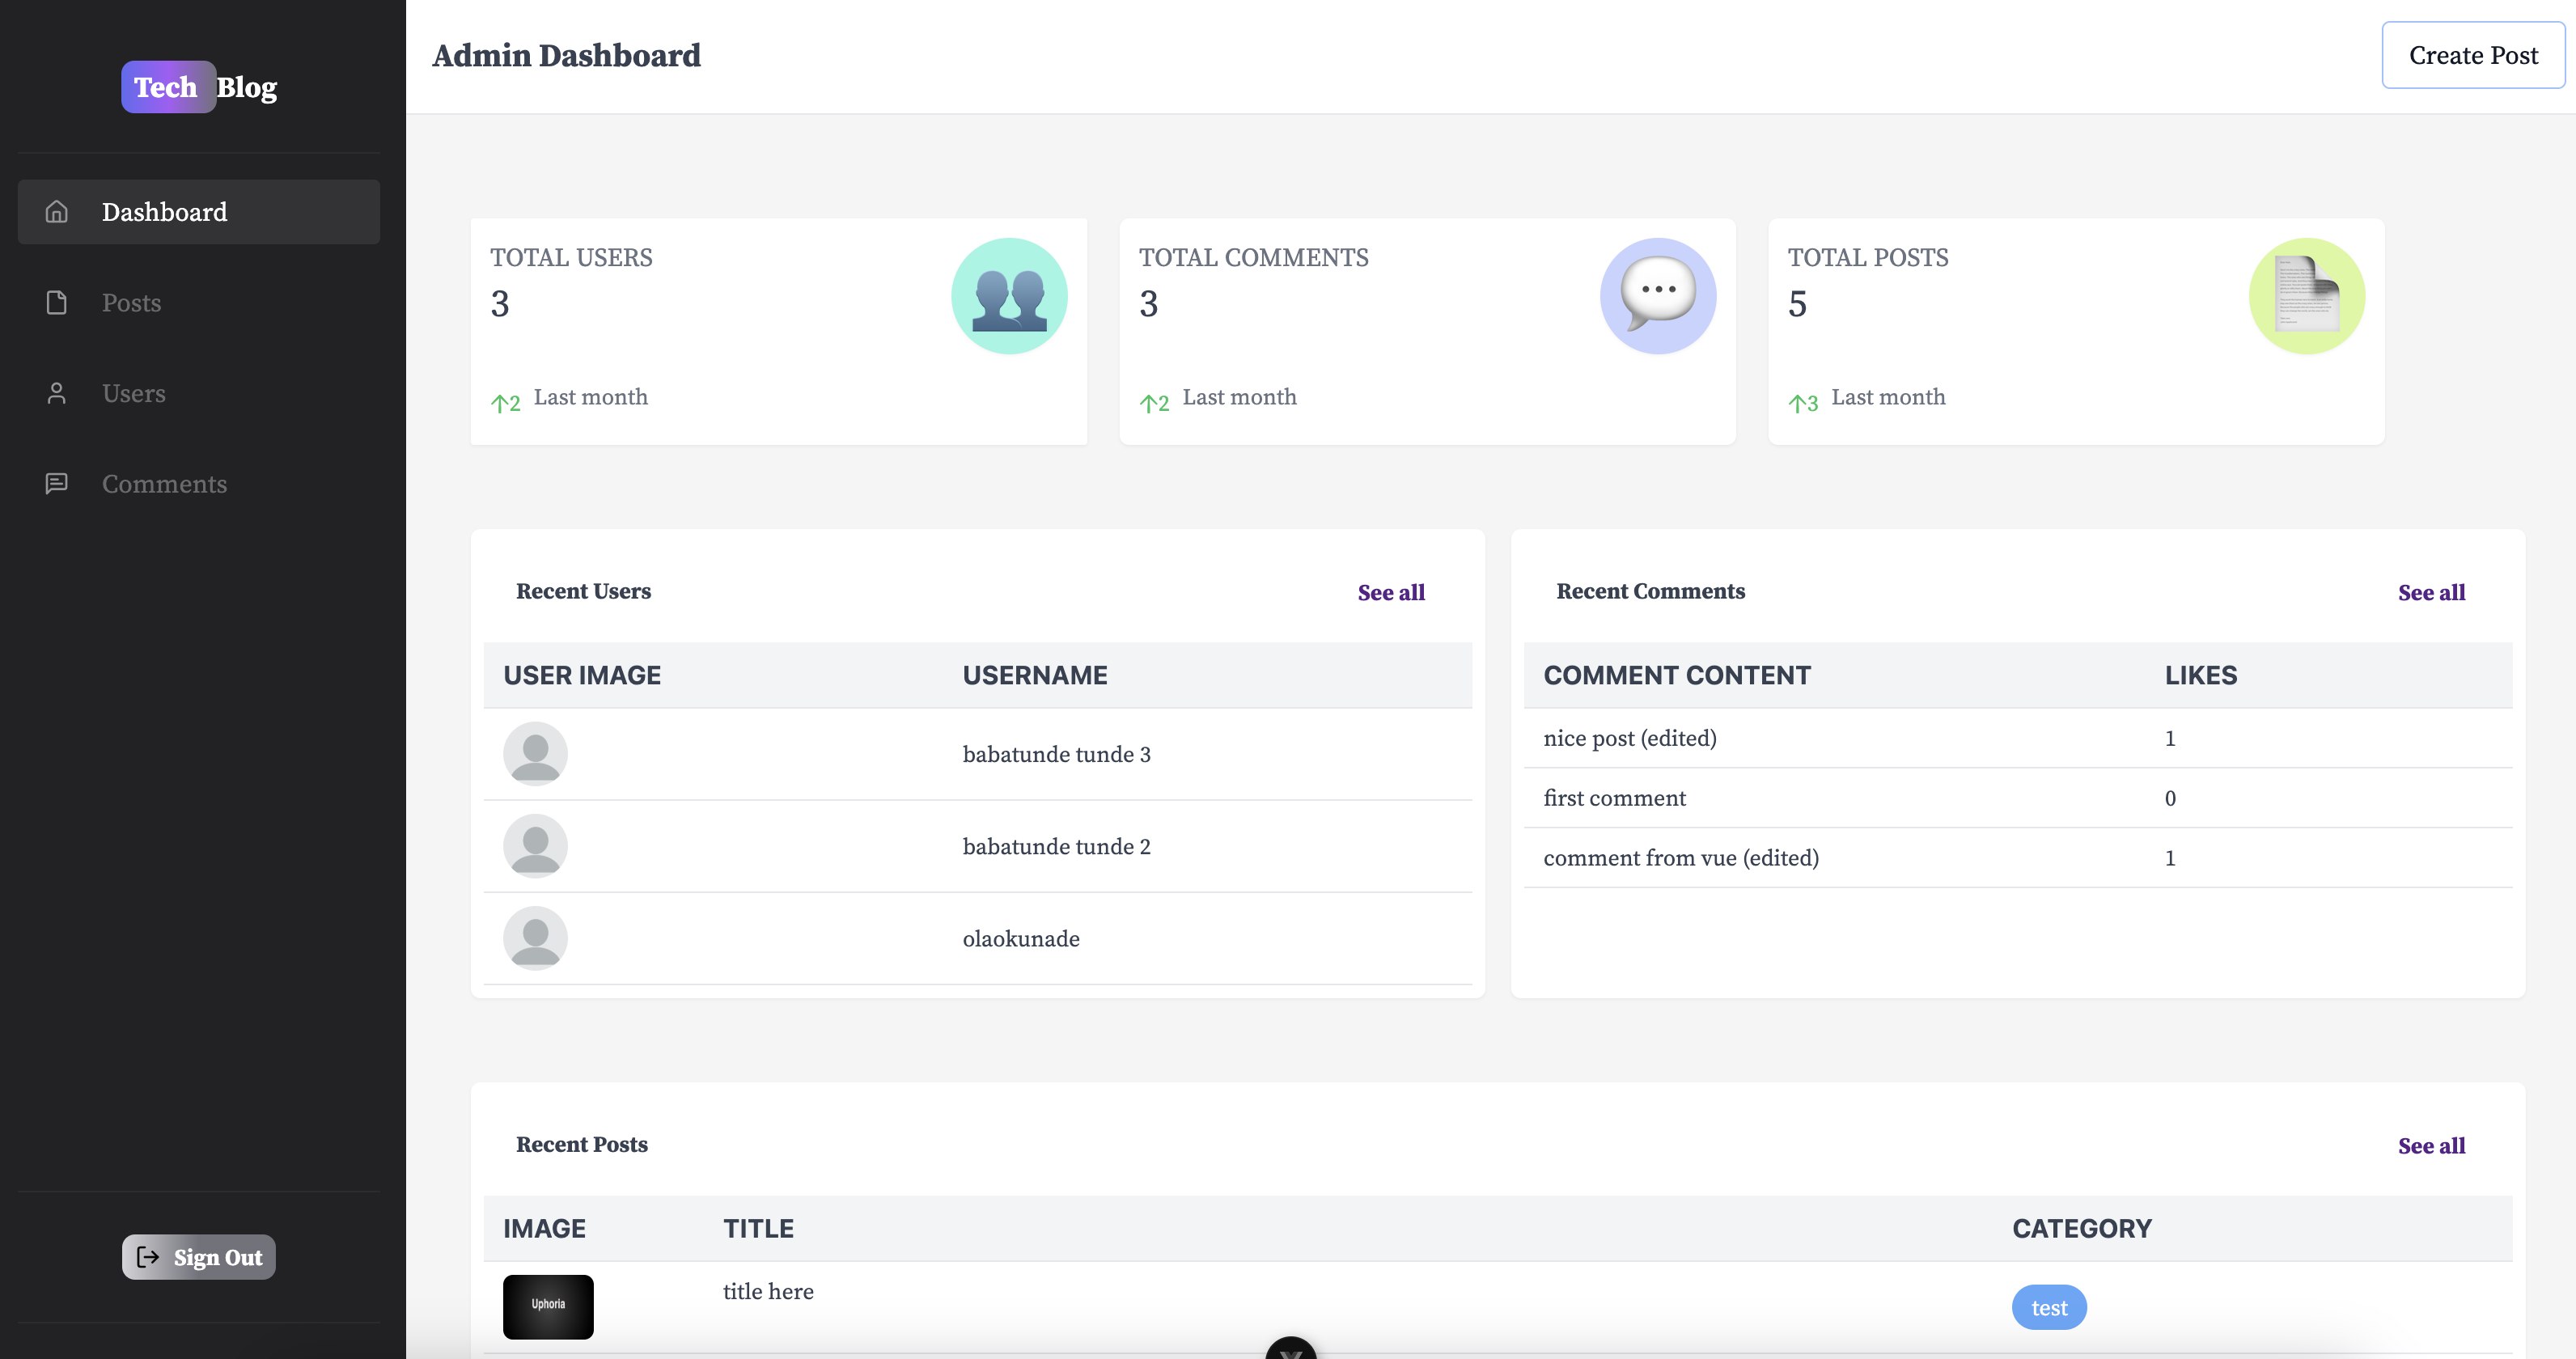 Tech Blog
Dashboard
Posts
Users
Comments
Sign Out
Admin Dashboard
Create Post
TOTAL USERS
3
↑2 Last month
TOTAL COMMENTS
3
↑2 Last month
TOTAL POSTS
5
↑3 Last month
Recent Users
See all
USER IMAGE USERNAME
babatunde tunde 3
babatunde tunde 2
olaokunade
Recent Comments
See all
COMMENT CONTENT LIKES
nice post (edited) 1
first comment 0
comment from vue (edited) 1
Recent Posts
See all
IMAGE TITLE CATEGORY
Uphoria title here test